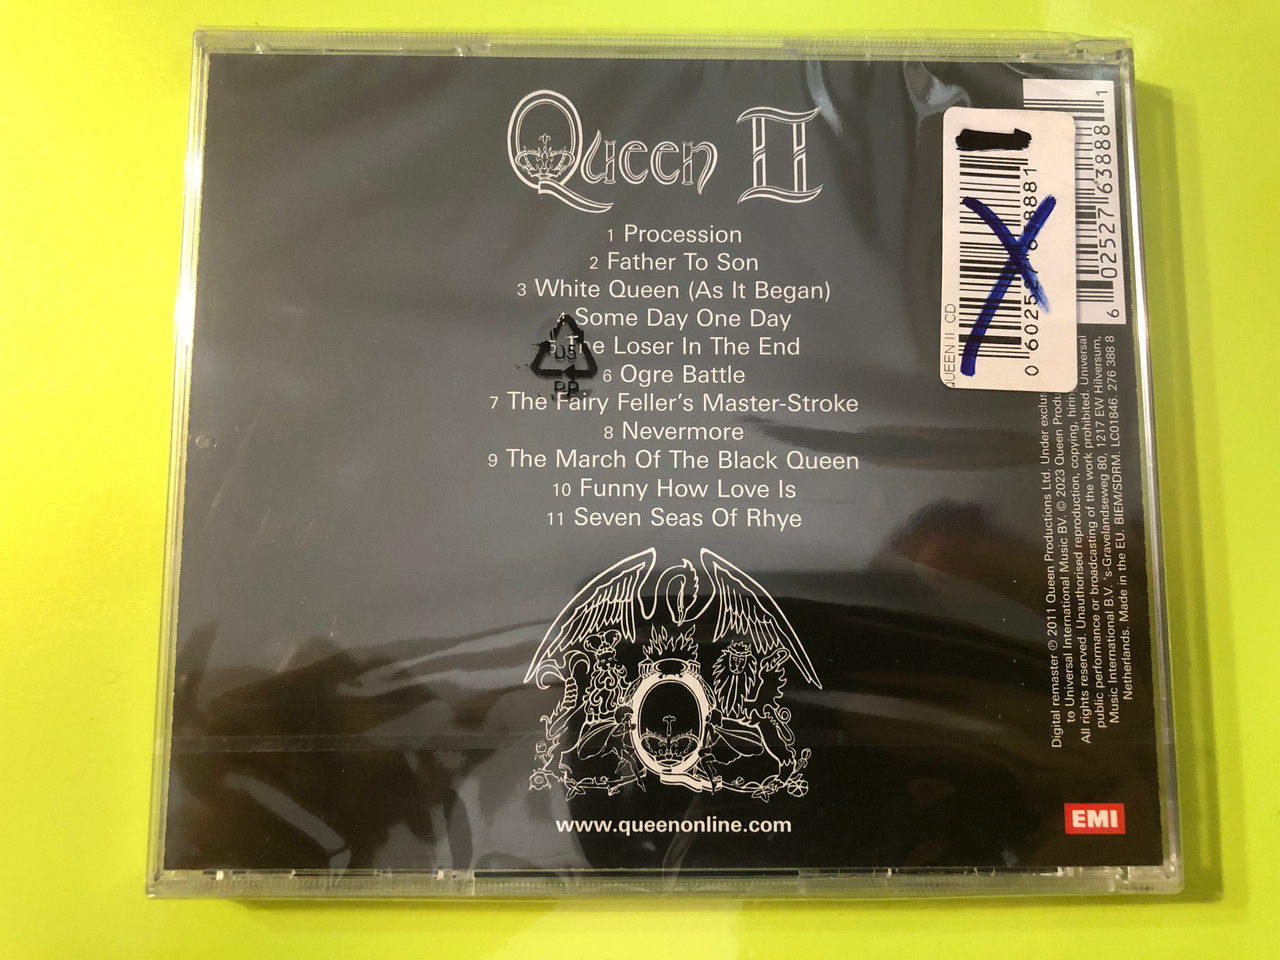 Queen II
1 Procession
2 Father To Son
3 White Queen (As It Began)
4 Some Day One Day
5 The Loser In The End
6 Ogre Battle
7 The Fairy Feller's Master-Stroke
8 Nevermore
9 The March Of The Black Queen
10 Funny How Love Is
11 Seven Seas Of Rhye
05
PP
www.queenonline.com
QUEEN II. CD
6 02527 63888 1
Digital remaster ℗ 2011 Queen Productions Ltd. Under exclus
to Universal International Music BV. © 2023 Queen Produ
All rights reserved. Unauthorised reproduction, copying, hirin
public performance or broadcasting of the work prohibited. Universal
Music International B.V. 's-Gravelandseweg 80, 1217 EW Hilversum,
Netherlands. Made in the EU. BIEM/SDRM. LC01846. 276 388 8
EMI